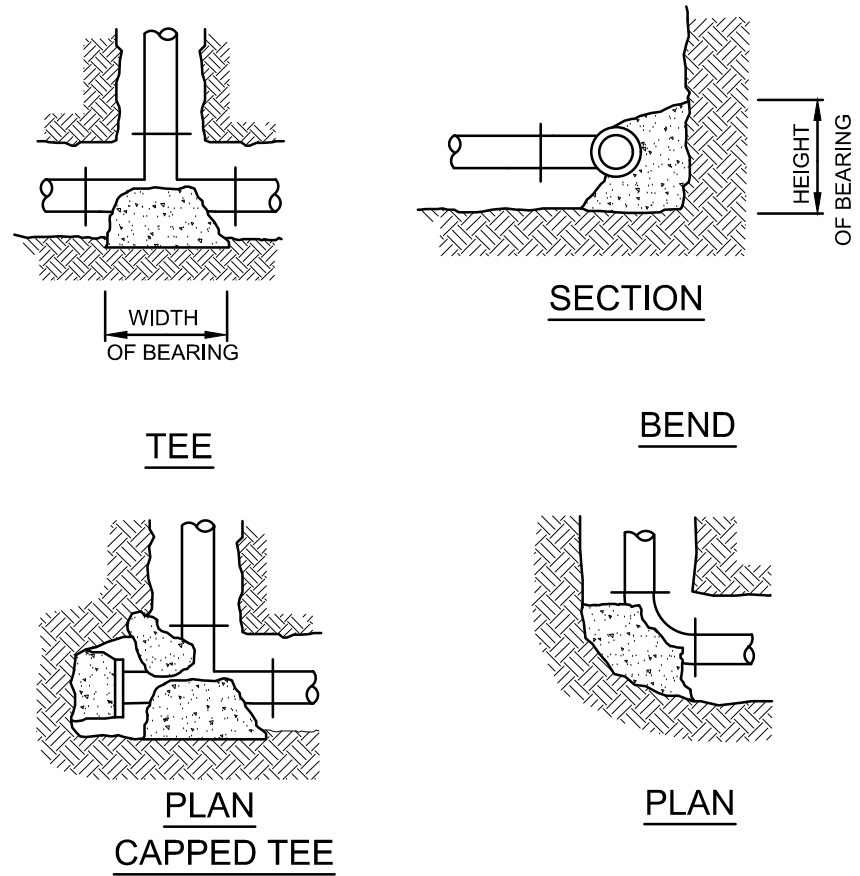 WIDTH
OF BEARING
TEE
HEIGHT
OF BEARING
SECTION
BEND
PLAN
CAPPED TEE
PLAN